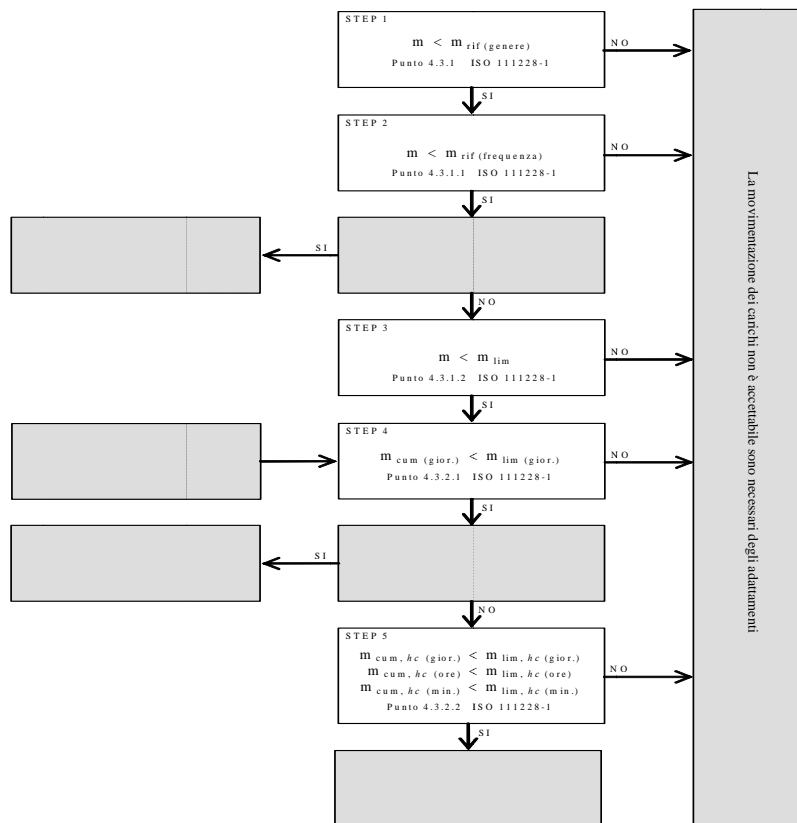 STEP 1
m < m rif (genere)
Punto 4.3.1 ISO 111228-1
NO
SI
STEP 2
m < m rif (frequenza)
Punto 4.3.1.1 ISO 111228-1
NO
SI
SI
NO
STEP 3
m < m lim
Punto 4.3.1.2 ISO 111228-1
NO
SI
STEP 4
m cum (gior.) < m lim (gior.)
Punto 4.3.2.1 ISO 111228-1
NO
SI
SI
NO
STEP 5
m cum, hc (gior.) < m lim, hc (gior.)
m cum, hc (ore) < m lim, hc (ore)
m cum, hc (min.) < m lim, hc (min.)
Punto 4.3.2.2 ISO 111228-1
NO
SI
La movimentazione dei carichi non è accettabile sono necessari degli adattamenti